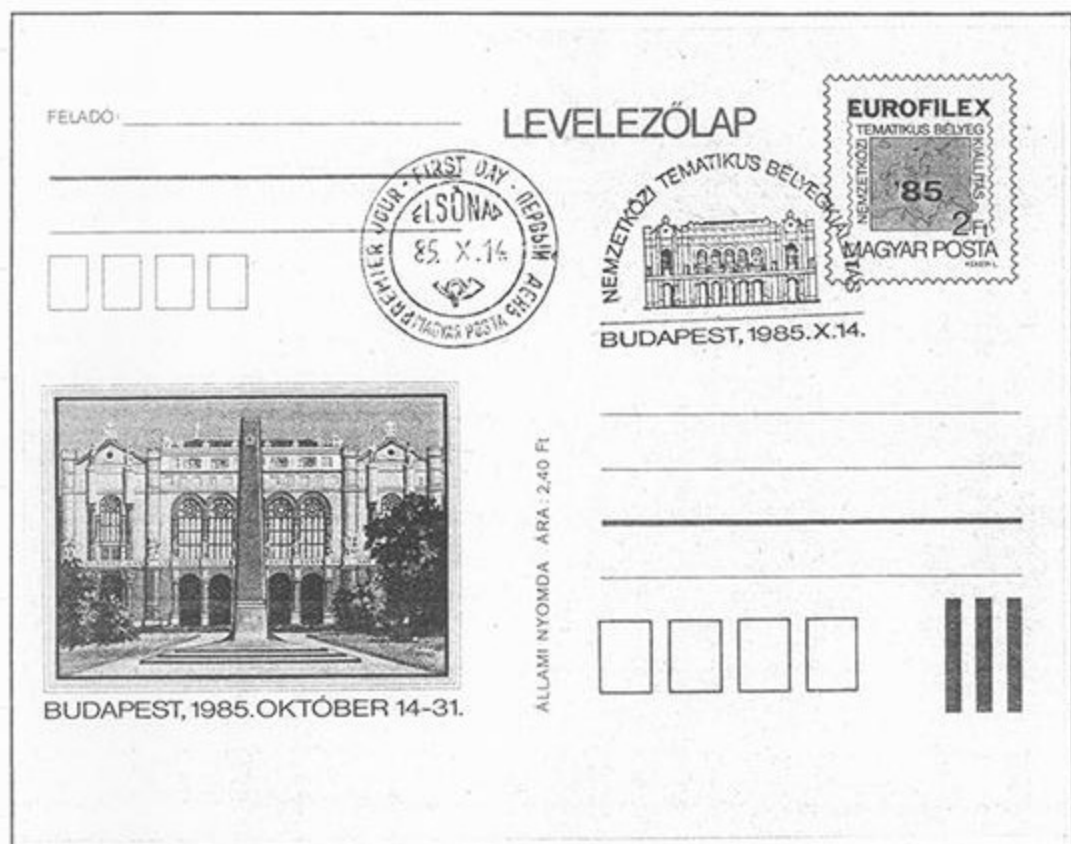 FELADÓ:
LEVELEZŐLAP
EUROFILEX
NEMZETKÖZI
TEMATIKUS BÉLYEG
KIÁLLÍTÁS
'85
2Ft
MAGYAR POSTA
KÉKESI L.
PREMIER JOUR · FIRST DAY · ПЕРВЫЙ ДЕНЬ
ELSŐNAP
85. X. 14
MAGYAR POSTA
NEMZETKÖZI TEMATIKUS BÉLYEGKIÁLLÍTÁS
BUDAPEST, 1985.X.14.
BUDAPEST, 1985. OKTÓBER 14-31.
ÁLLAMI NYOMDA ÁRA: 2,40 Ft